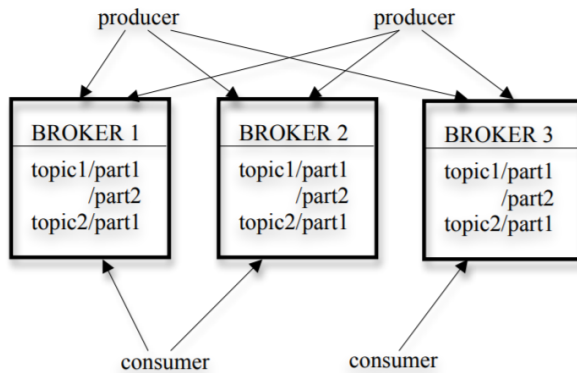 producer
producer
BROKER 1
topic1/part1
/part2
topic2/part1
BROKER 2
topic1/part1
/part2
topic2/part1
BROKER 3
topic1/part1
/part2
topic2/part1
consumer
consumer